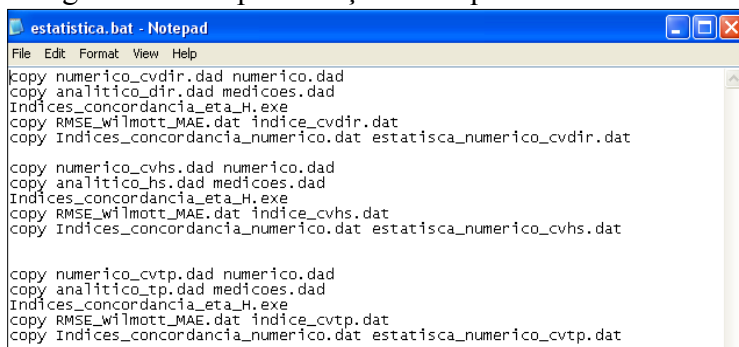 estatistica.bat - Notepad
File Edit Format View Help
copy numerico_cvdir.dad numerico.dad
copy analitico_dir.dad medicoes.dad
Indices_concordancia_eta_H.exe
copy RMSE_Wilmott_MAE.dat indice_cvdir.dat
copy Indices_concordancia_numerico.dat estatisca_numerico_cvdir.dat
copy numerico_cvhs.dad numerico.dad
copy analitico_hs.dad medicoes.dad
Indices_concordancia_eta_H.exe
copy RMSE_Wilmott_MAE.dat indice_cvhs.dat
copy Indices_concordancia_numerico.dat estatisca_numerico_cvhs.dat
copy numerico_cvtp.dad numerico.dad
copy analitico_tp.dad medicoes.dad
Indices_concordancia_eta_H.exe
copy RMSE_Wilmott_MAE.dat indice_cvtp.dat
copy Indices_concordancia_numerico.dat estatisca_numerico_cvtp.dat